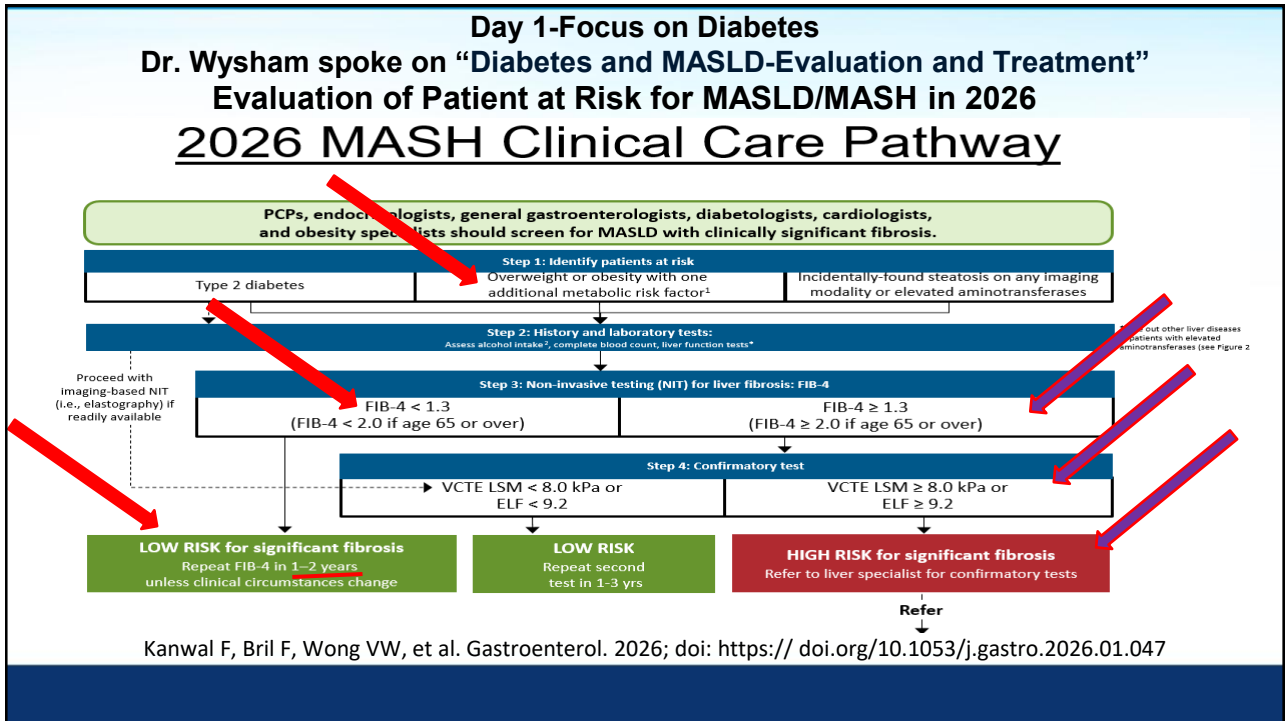 Day 1-Focus on Diabetes
Dr. Wysham spoke on “Diabetes and MASLD-Evaluation and Treatment”
Evaluation of Patient at Risk for MASLD/MASH in 2026
2026 MASH Clinical Care Pathway
PCPs, endocrinologists, general gastroenterologists, diabetologists, cardiologists,
and obesity specialists should screen for MASLD with clinically significant fibrosis.
Step 1: Identify patients at risk
Type 2 diabetes
Overweight or obesity with one
additional metabolic risk factor¹
Incidentally-found steatosis on any imaging
modality or elevated aminotransferases
Step 2: History and laboratory tests:
Assess alcohol intake², complete blood count, liver function tests*
out other liver diseases
patients with elevated
aminotransferases (see Figure 2
Proceed with
imaging-based NIT
(i.e., elastography) if
readily available
Step 3: Non-invasive testing (NIT) for liver fibrosis: FIB-4
FIB-4 < 1.3
(FIB-4 < 2.0 if age 65 or over)
FIB-4 ≥ 1.3
(FIB-4 ≥ 2.0 if age 65 or over)
Step 4: Confirmatory test
VCTE LSM < 8.0 kPa or
ELF < 9.2
VCTE LSM ≥ 8.0 kPa or
ELF ≥ 9.2
LOW RISK for significant fibrosis
Repeat FIB-4 in 1–2 years
unless clinical circumstances change
LOW RISK
Repeat second
test in 1-3 yrs
HIGH RISK for significant fibrosis
Refer to liver specialist for confirmatory tests
Refer
Kanwal F, Bril F, Wong VW, et al. Gastroenterol. 2026; doi: https:// doi.org/10.1053/j.gastro.2026.01.047